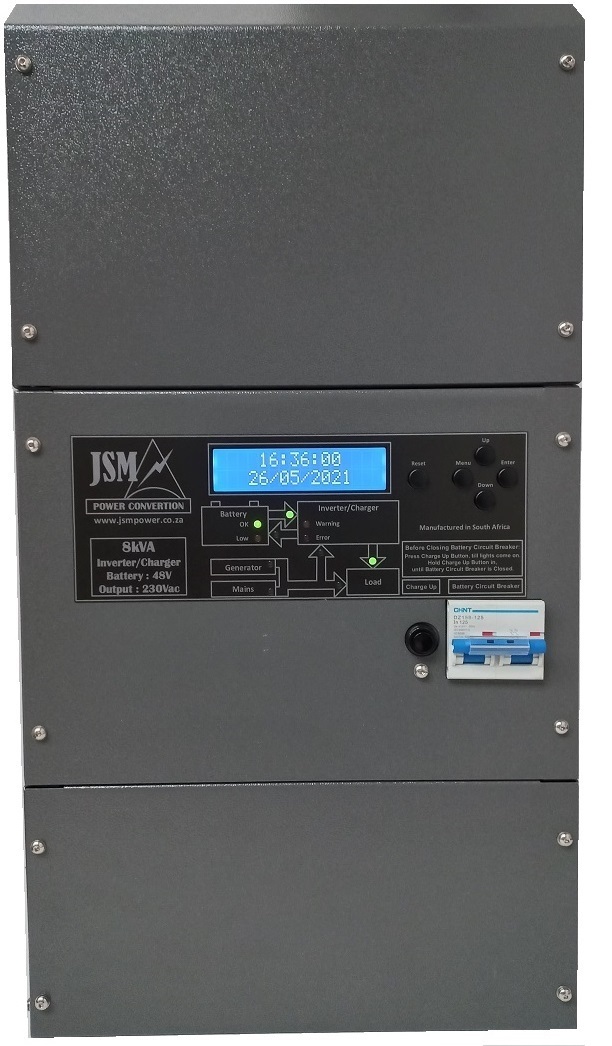 JSM
POWER CONVERTION
www.jsmpower.co.za
8kVA
Inverter/Charger
Battery : 48V
Output : 230Vac
16:36:00
26/05/2021
Battery
OK
Low
Inverter/Charger
Warning
Error
Generator
Mains
Load
Reset
Menu
Up
Enter
Down
Manufactured in South Africa
Before Closing Battery Circuit Breaker
Press Charge Up Button, till lights come on
Hold Charge Up Button in,
until Battery Circuit Breaker is Closed.
Charge Up
Battery Circuit Breaker
CHNT
DZ158-125
In 125